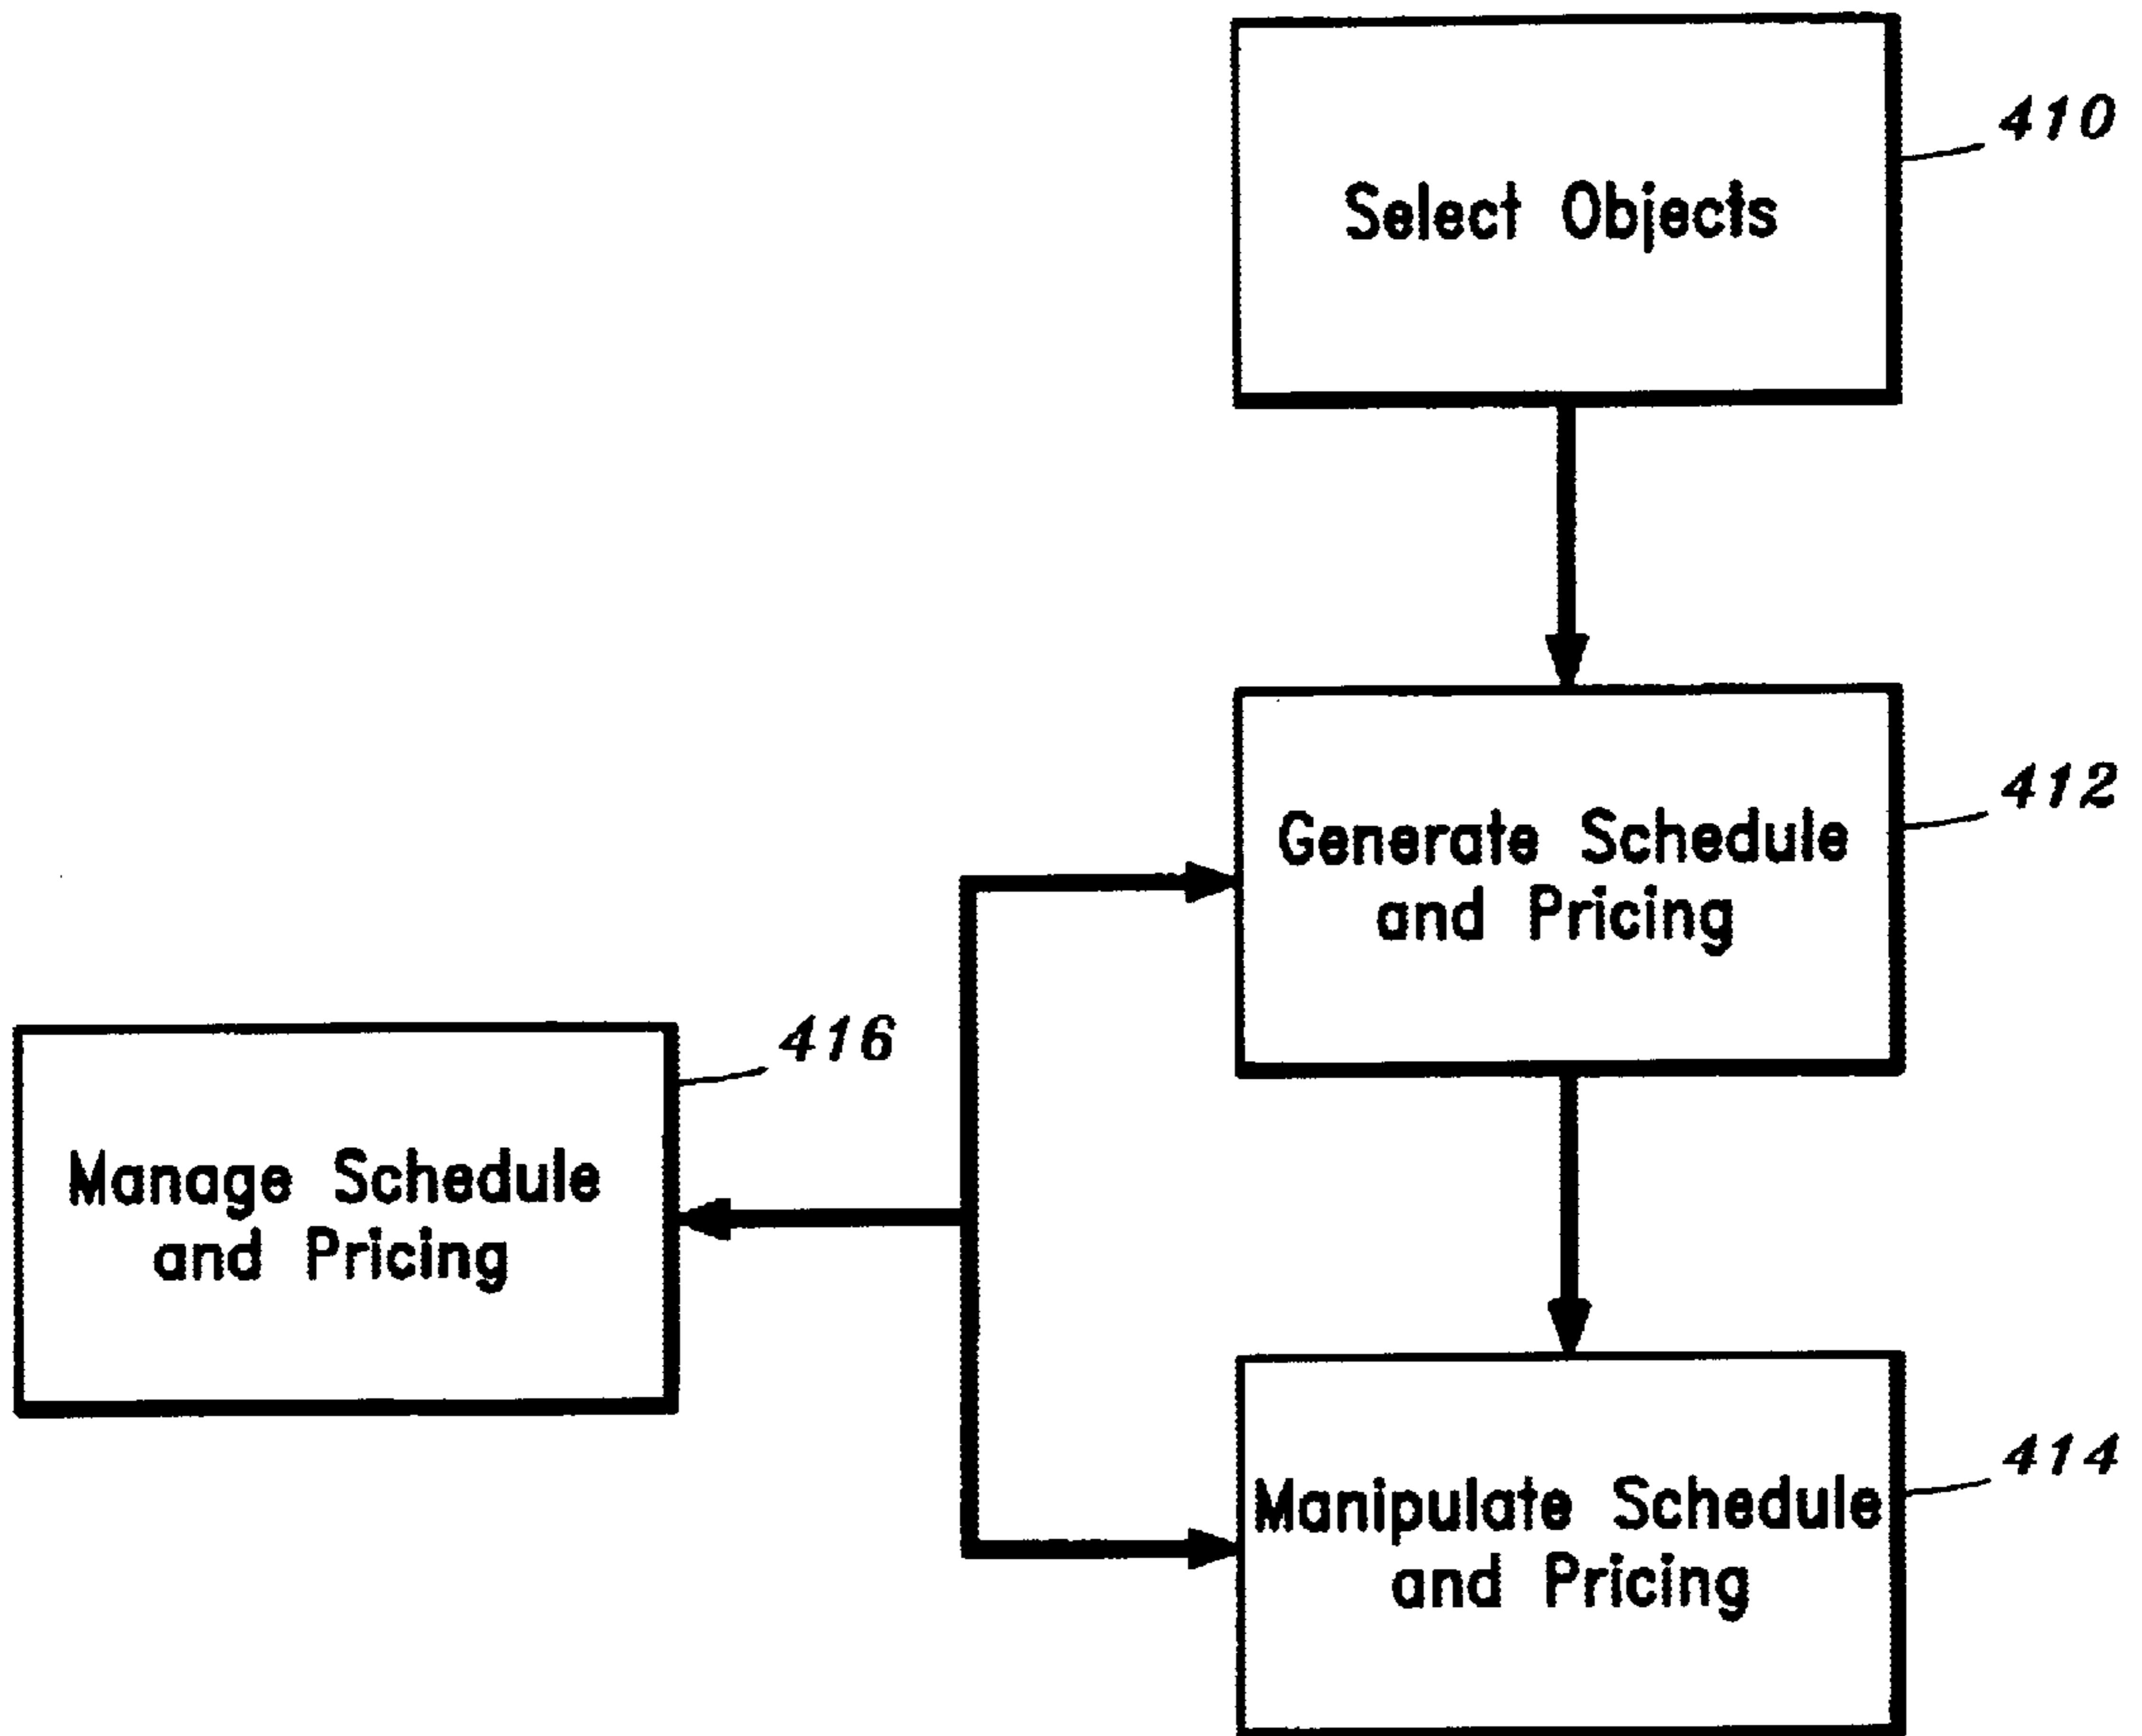 410
Select Objects
412
Generate Schedule
and Pricing
416
Manage Schedule
and Pricing
414
Manipulate Schedule
and Pricing